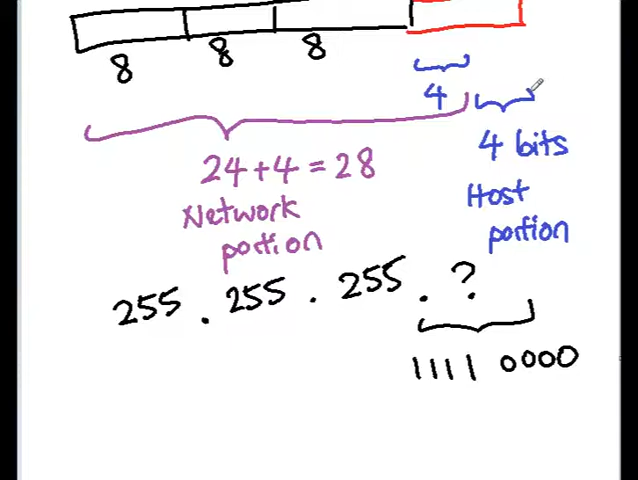 8 8 8
4
4 bits
24+4=28
Host
Network
portion
portion
255 . 255 . 255 . ?
1111 0000